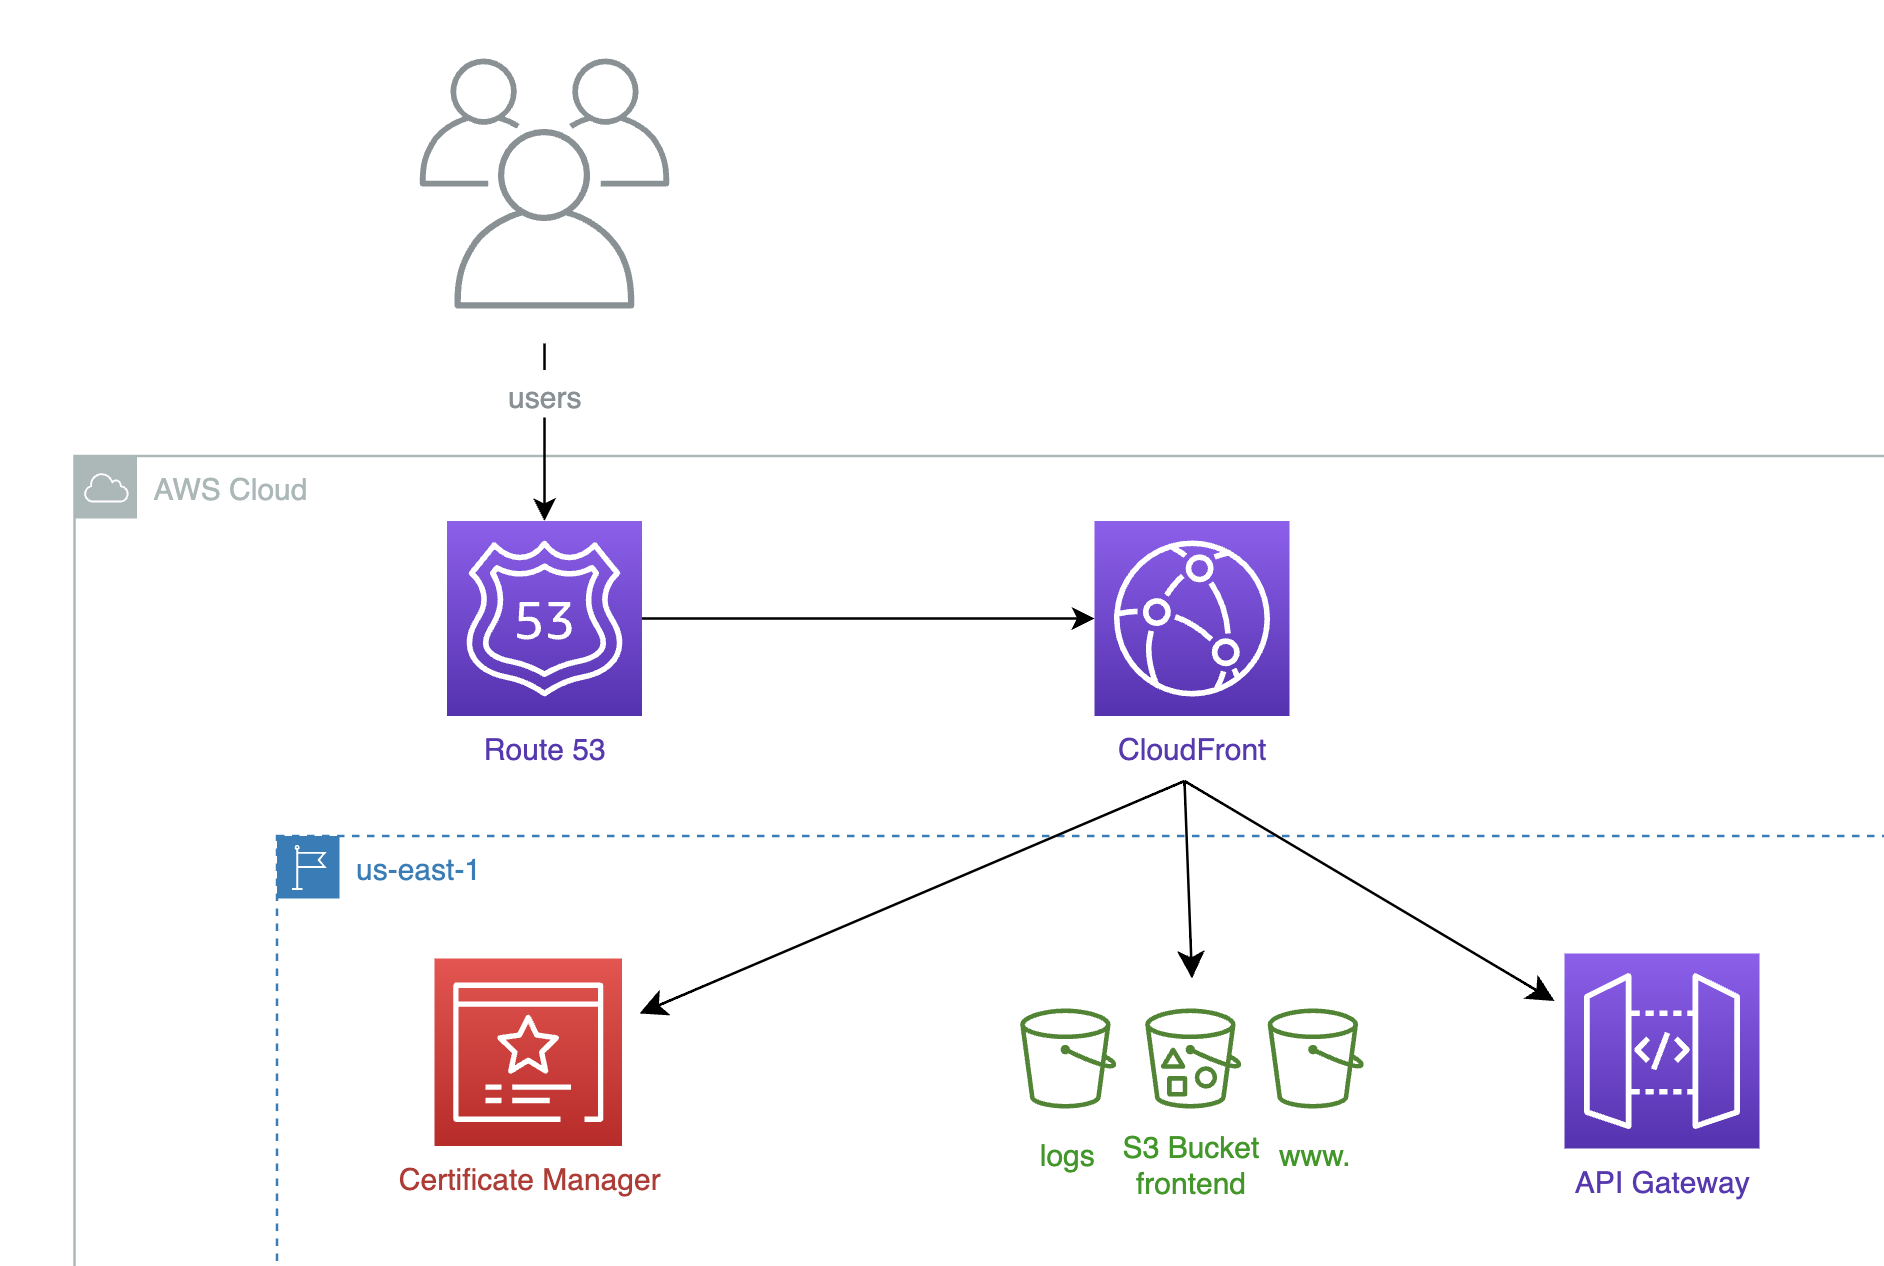 users
AWS Cloud
53
Route 53
CloudFront
us-east-1
</>
Certificate Manager
logs
S3 Bucket
frontend
www.
API Gateway